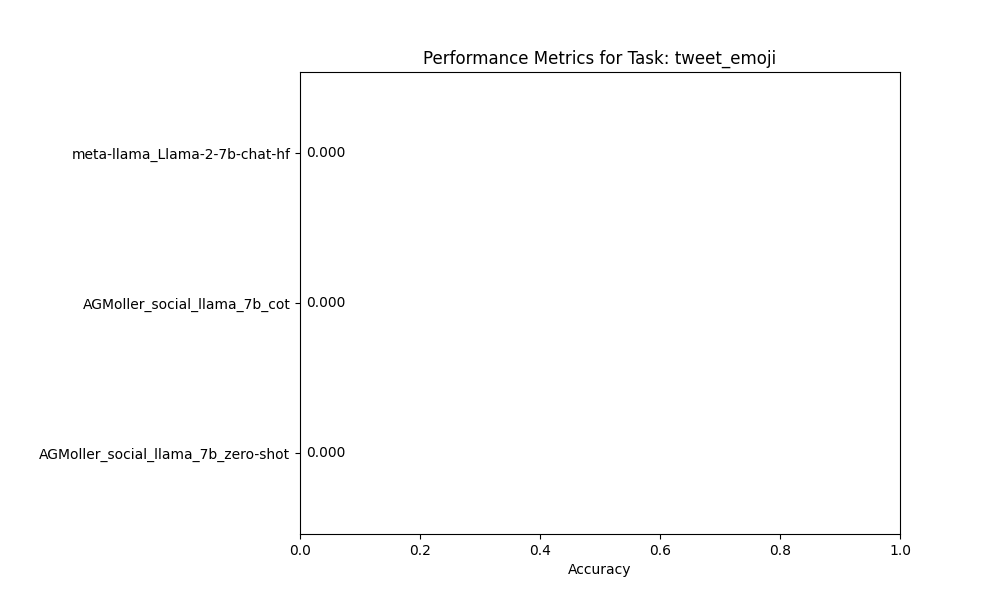 Performance Metrics for Task: tweet_emoji
meta-llama_Llama-2-7b-chat-hf 0.000
AGMoller_social_llama_7b_cot 0.000
AGMoller_social_llama_7b_zero-shot 0.000
0.0 0.2 0.4 0.6 0.8 1.0
Accuracy